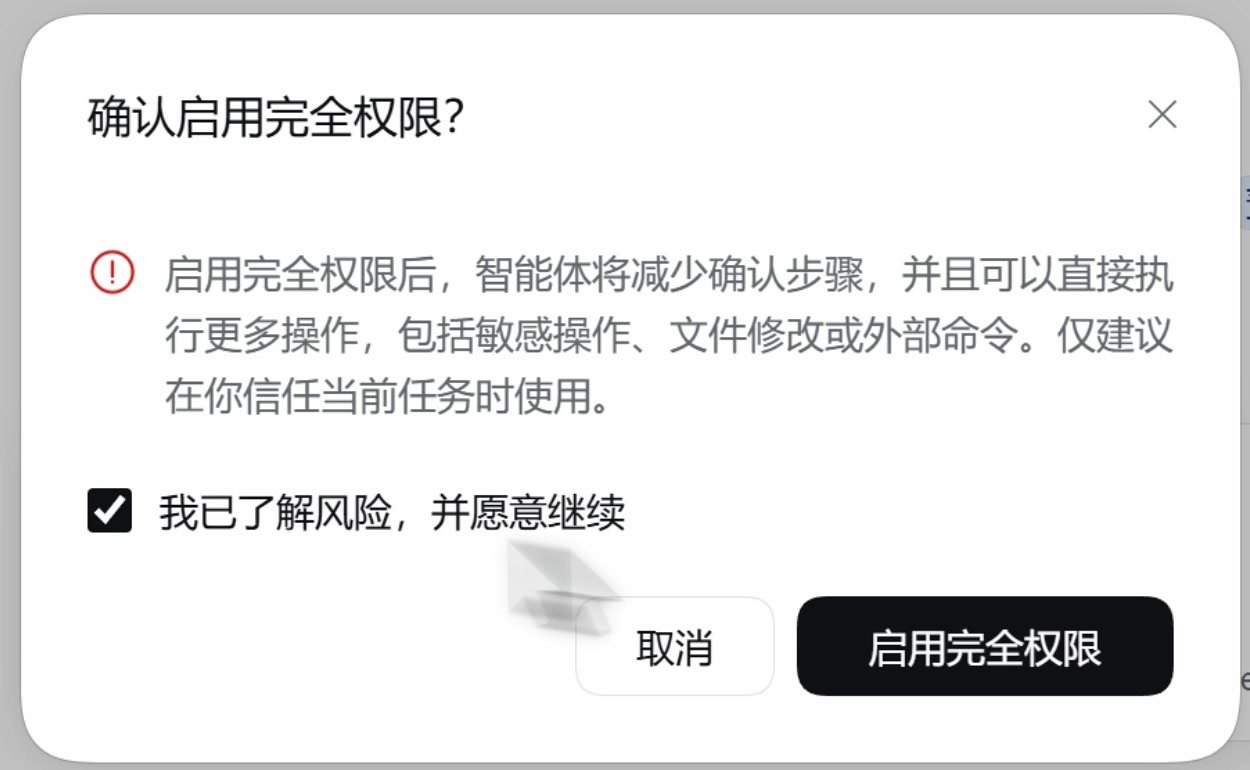 确认启用完全权限？
启用完全权限后，智能体将减少确认步骤，并且可以直接执
行更多操作，包括敏感操作、文件修改或外部命令。仅建议
在你信任当前任务时使用。
我已了解风险，并愿意继续
取消
启用完全权限